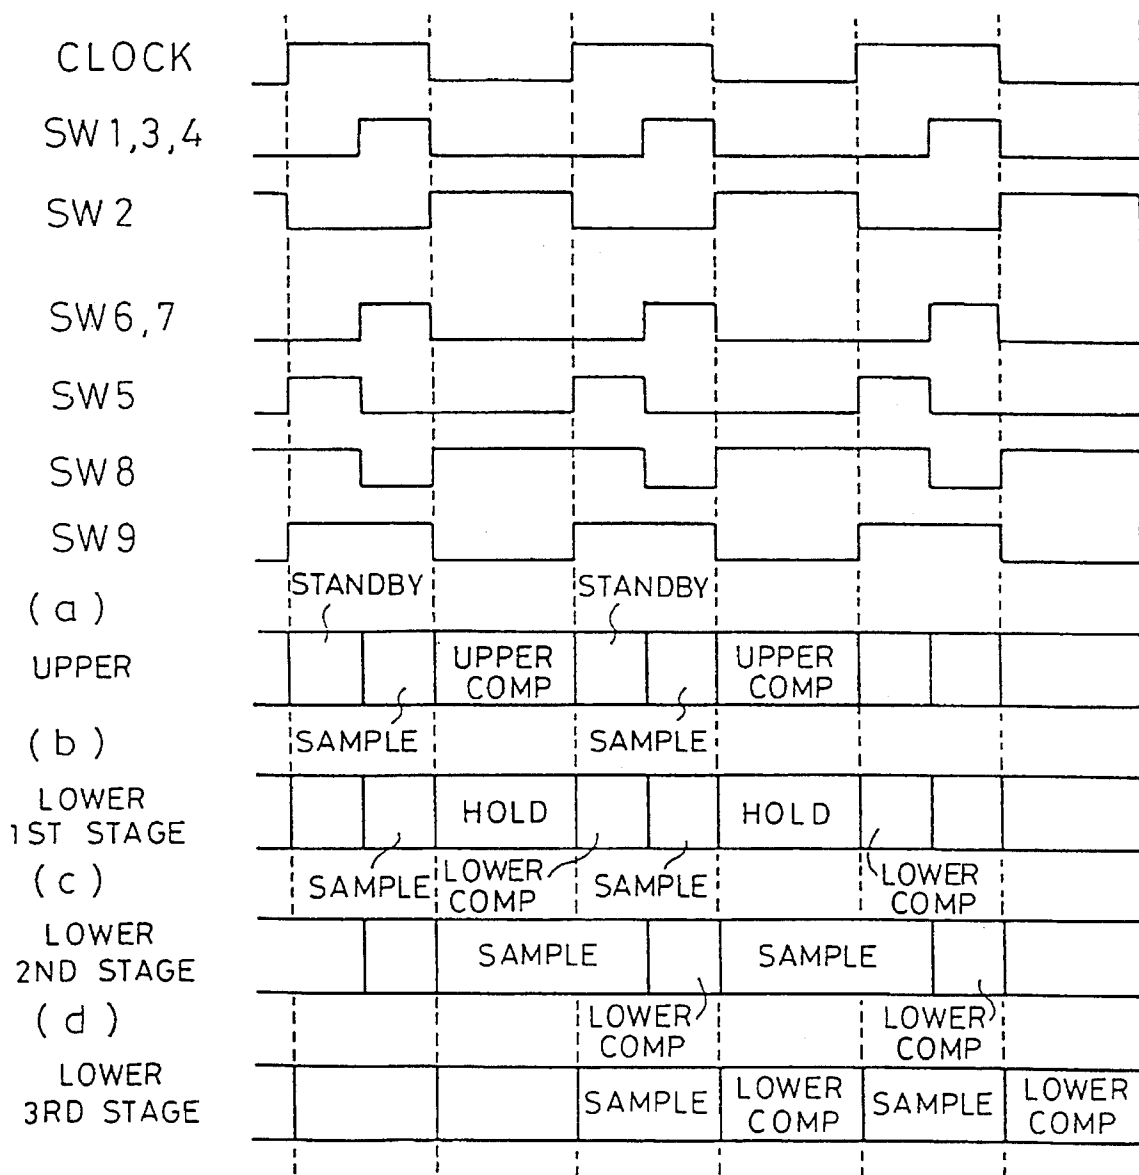 CLOCK
SW1,3,4
SW2
SW6,7
SW5
SW8
SW9
STANDBY STANDBY
(a)
UPPER
UPPER COMP
UPPER COMP
SAMPLE SAMPLE
(b)
LOWER
1ST STAGE
HOLD HOLD
SAMPLE
LOWER COMP
SAMPLE
LOWER COMP
(c)
LOWER
2ND STAGE
SAMPLE SAMPLE
LOWER COMP
LOWER COMP
(d)
LOWER
3RD STAGE
SAMPLE
LOWER COMP
SAMPLE
LOWER COMP